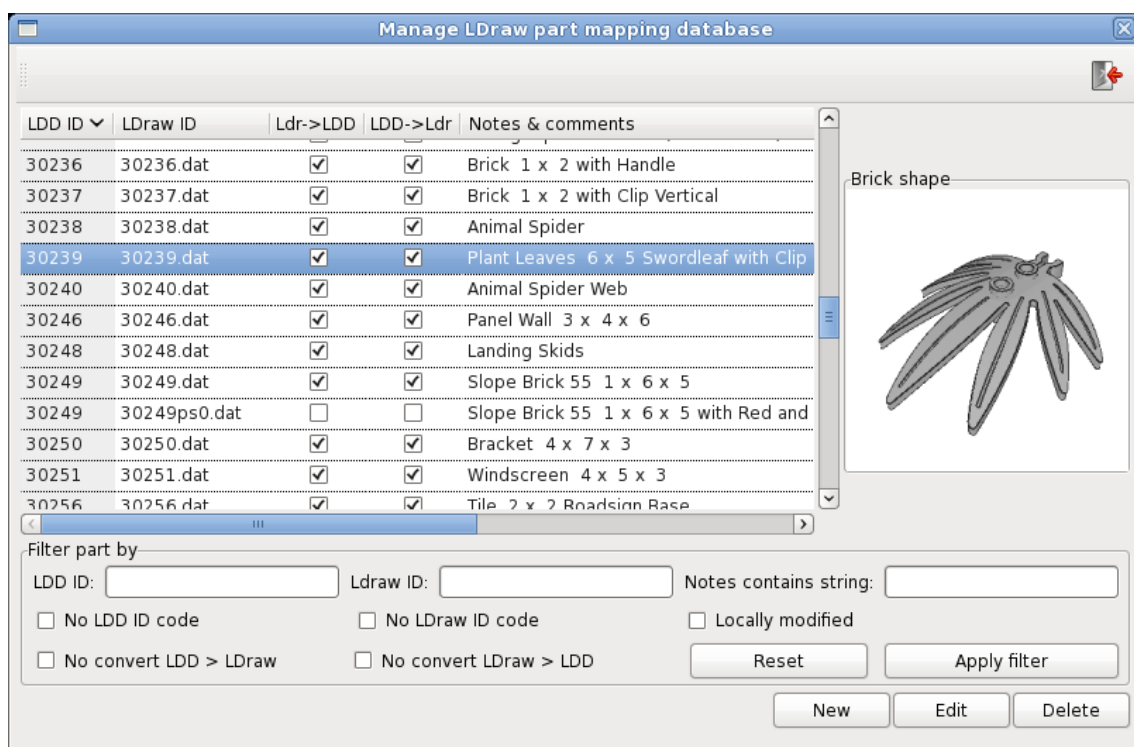 Manage LDraw part mapping database
LDD ID LDraw ID Ldr->LDD LDD->Ldr Notes & comments
30236 30236.dat Brick 1 x 2 with Handle
30237 30237.dat Brick 1 x 2 with Clip Vertical
30238 30238.dat Animal Spider
30239 30239.dat Plant Leaves 6 x 5 Swordleaf with Clip
30240 30240.dat Animal Spider Web
30246 30246.dat Panel Wall 3 x 4 x 6
30248 30248.dat Landing Skids
30249 30249.dat Slope Brick 55 1 x 6 x 5
30249 30249ps0.dat Slope Brick 55 1 x 6 x 5 with Red and
30250 30250.dat Bracket 4 x 7 x 3
30251 30251.dat Windscreen 4 x 5 x 3
30256 30256.dat Tile 2 x 2 Roadsign Base
Brick shape
Filter part by
LDD ID: Ldraw ID: Notes contains string:
No LDD ID code No LDraw ID code Locally modified
No convert LDD > LDraw No convert LDraw > LDD Reset Apply filter
New Edit Delete